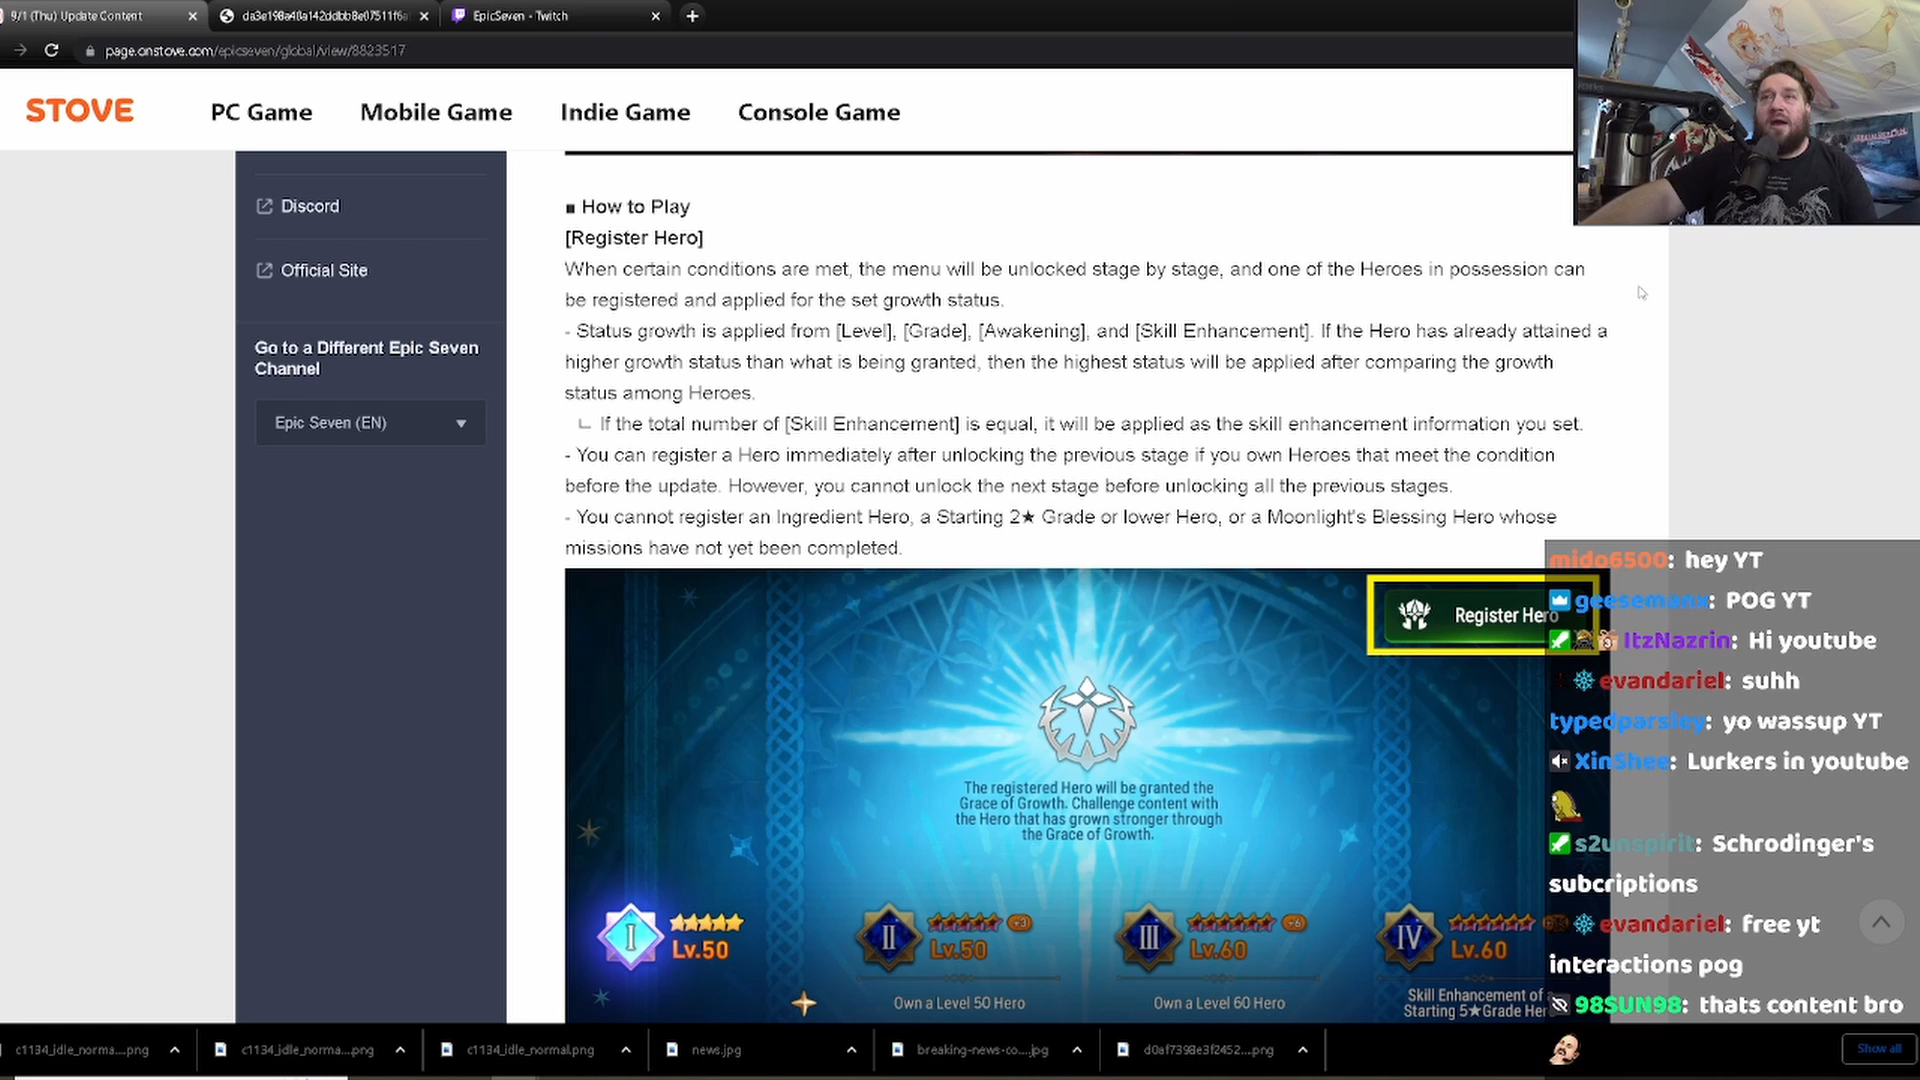 9/1 (Thu) Update Content
da3e198a40a142ddbb8e07511f6a
EpicSeven - Twitch
page.onstove.com/epicseven/global/view/8823517
STOVE
PC Game
Mobile Game
Indie Game
Console Game
Discord
Official Site
Go to a Different Epic Seven
Channel
Epic Seven (EN)
■ How to Play
[Register Hero]
When certain conditions are met, the menu will be unlocked stage by stage, and one of the Heroes in possession can
be registered and applied for the set growth status.
- Status growth is applied from [Level], [Grade], [Awakening], and [Skill Enhancement]. If the Hero has already attained a
higher growth status than what is being granted, then the highest status will be applied after comparing the growth
status among Heroes.
ㄴ If the total number of [Skill Enhancement] is equal, it will be applied as the skill enhancement information you set.
- You can register a Hero immediately after unlocking the previous stage if you own Heroes that meet the condition
before the update. However, you cannot unlock the next stage before unlocking all the previous stages.
- You cannot register an Ingredient Hero, a Starting 2★ Grade or lower Hero, or a Moonlight's Blessing Hero whose
missions have not yet been completed.
Register Hero
The registered Hero will be granted the
Grace of Growth. Challenge content with
the Hero that has grown stronger through
the Grace of Growth.
I
Lv.50
II
+3
Lv.50
Own a Level 50 Hero
III
+6
Lv.60
Own a Level 60 Hero
IV
Lv.60
Skill Enhancement of
Starting 5★Grade Her
mido6500: hey YT
geesemanx: POG YT
3 ItzNazrin: Hi youtube
evandariel: suhh
typedparsley: yo wassup YT
XinShee: Lurkers in youtube
s2unspirit: Schrodinger's
subcriptions
evandariel: free yt
interactions pog
98SUN98: thats content bro
c1134_idle_norma....png
c1134_idle_norma...png
c1134_idle_normal.png
news.jpg
breaking-news-co....jpg
d0af7398e3f2452....png
Show all